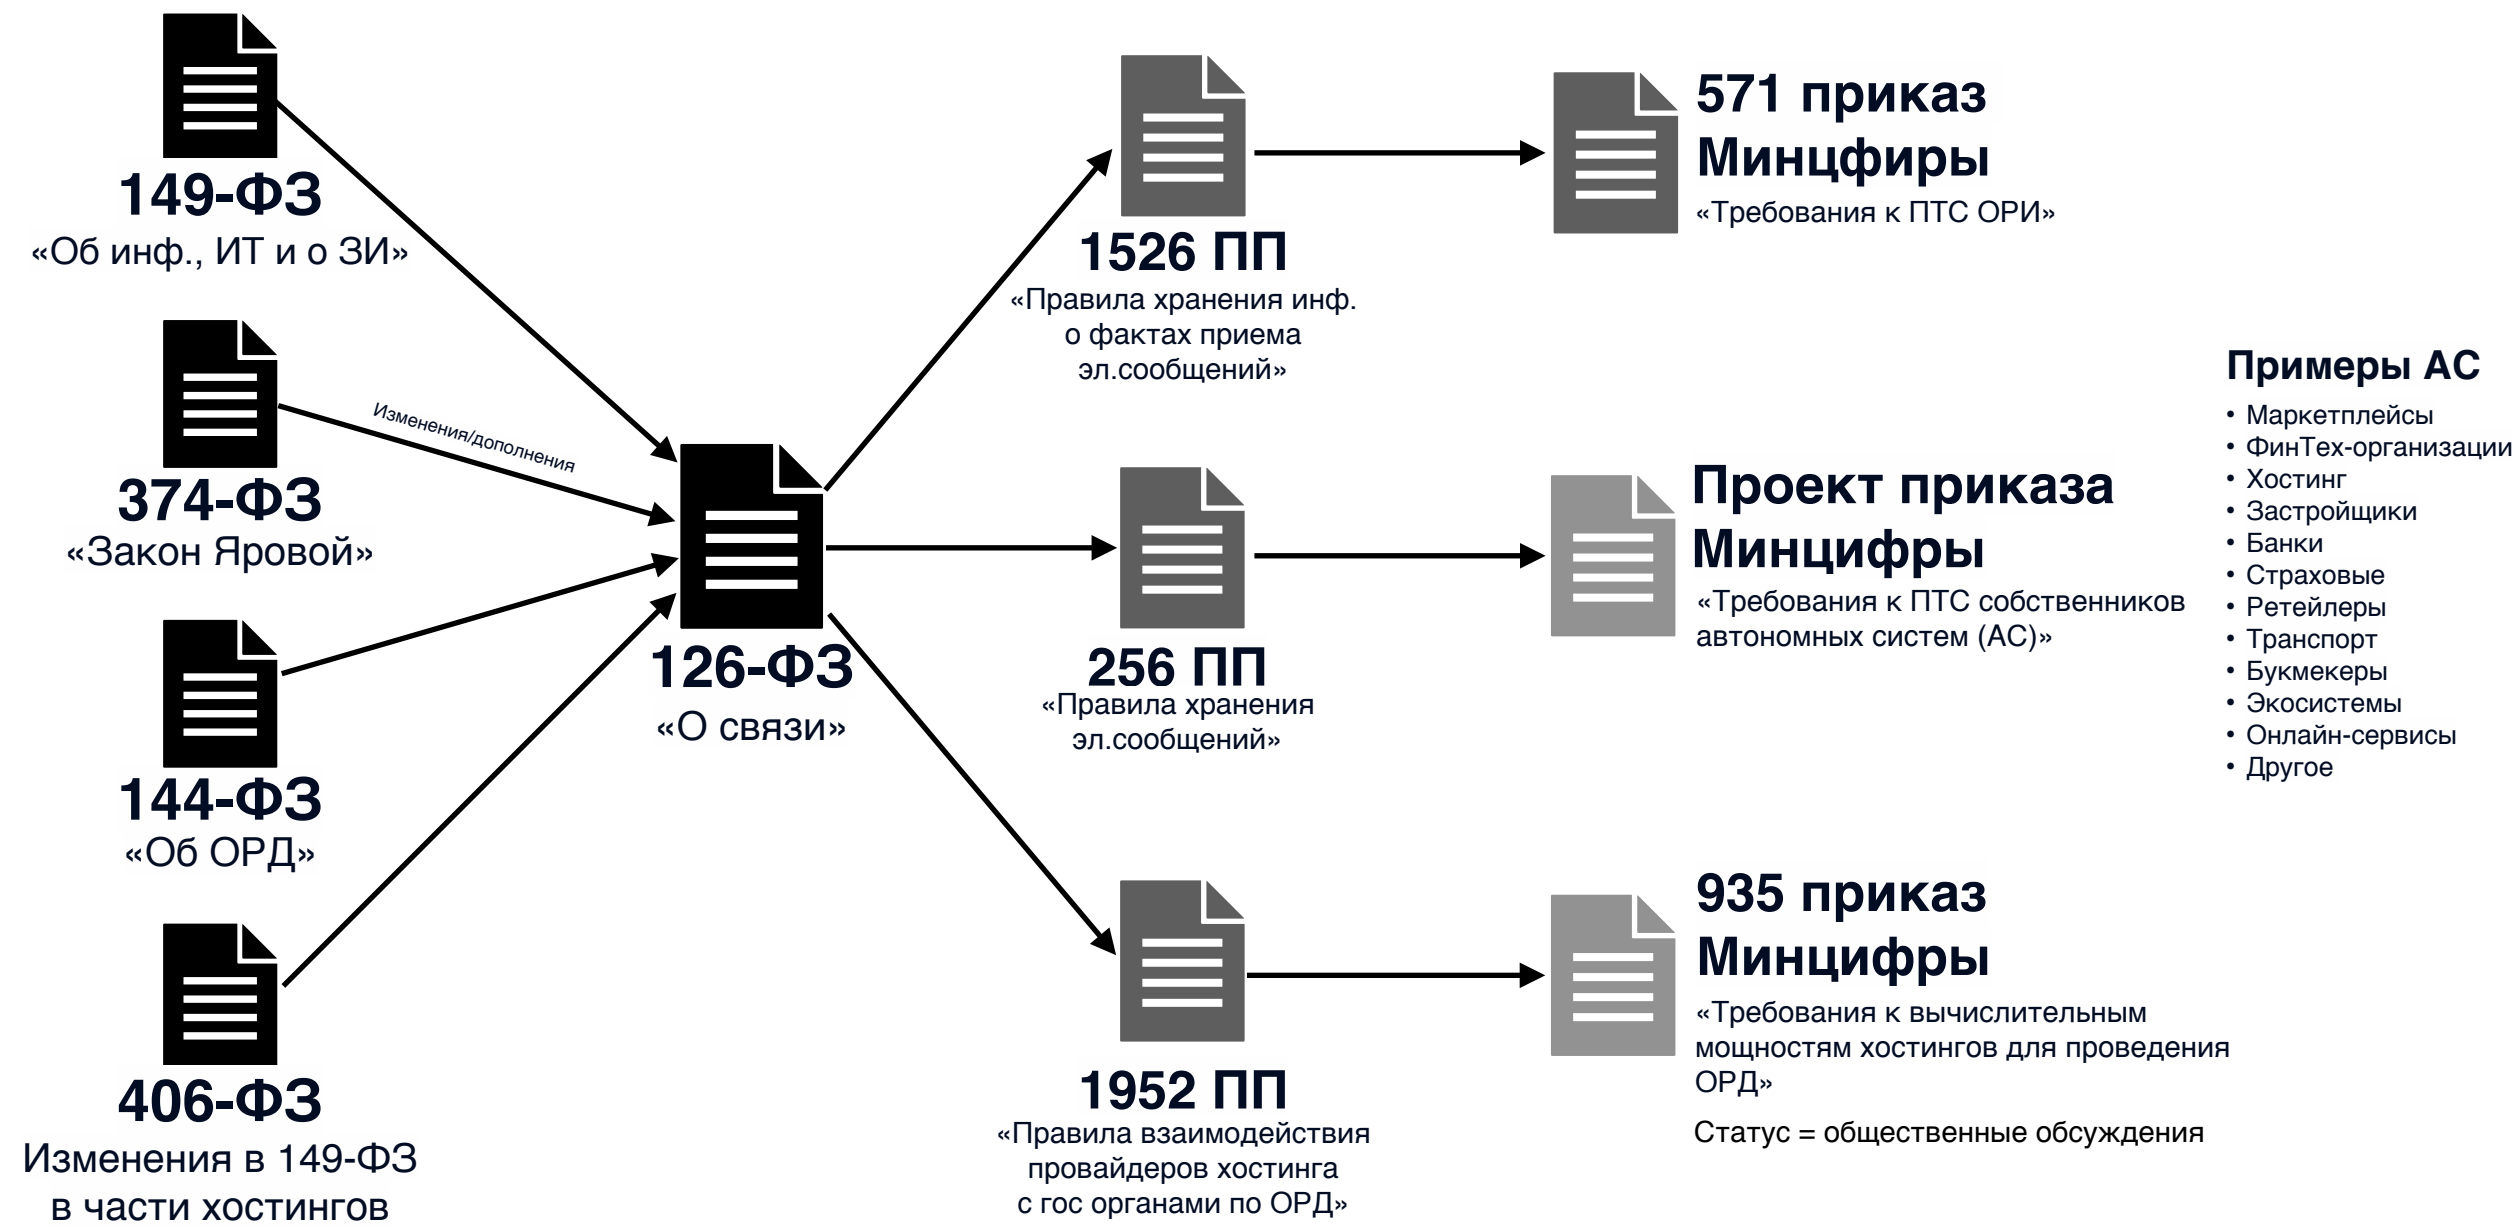 149-ФЗ
«Об инф., ИТ и о ЗИ»
374-ФЗ
«Закон Яровой»
Изменения/дополнения
144-ФЗ
«Об ОРД»
406-ФЗ
Изменения в 149-ФЗ
в части хостингов
126-ФЗ
«О связи»
1526 ПП
«Правила хранения инф.
о фактах приема
эл.сообщений»
256 ПП
«Правила хранения
эл.сообщений»
1952 ПП
«Правила взаимодействия
провайдеров хостинга
с гос органами по ОРД»
571 приказ
Минцфиры
«Требования к ПТС ОРИ»
Проект приказа
Минцифры
«Требования к ПТС собственников
автономных систем (АС)»
935 приказ
Минцифры
«Требования к вычислительным
мощностям хостингов для проведения
ОРД»
Статус = общественные обсуждения
Примеры АС
• Маркетплейсы
• ФинТех-организации
• Хостинг
• Застройщики
• Банки
• Страховые
• Ретейлеры
• Транспорт
• Букмекеры
• Экосистемы
• Онлайн-сервисы
• Другое